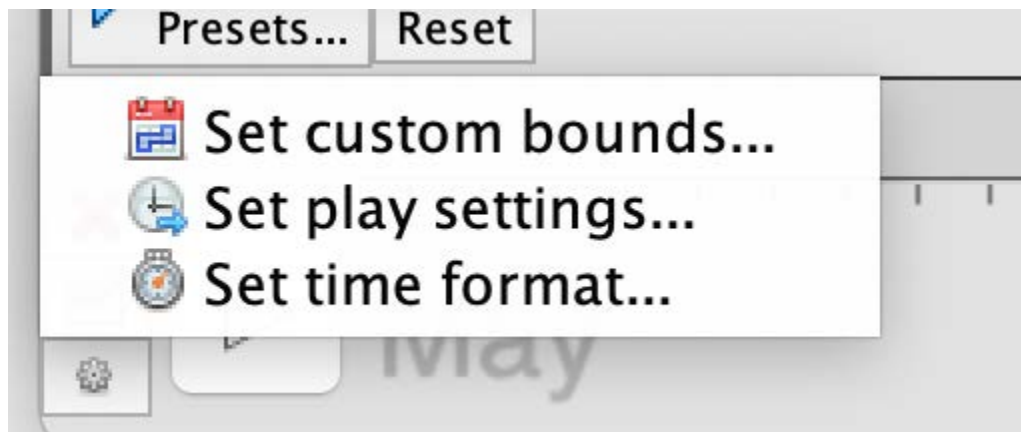 Presets... Reset
Set custom bounds...
Set play settings...
Set time format...
May